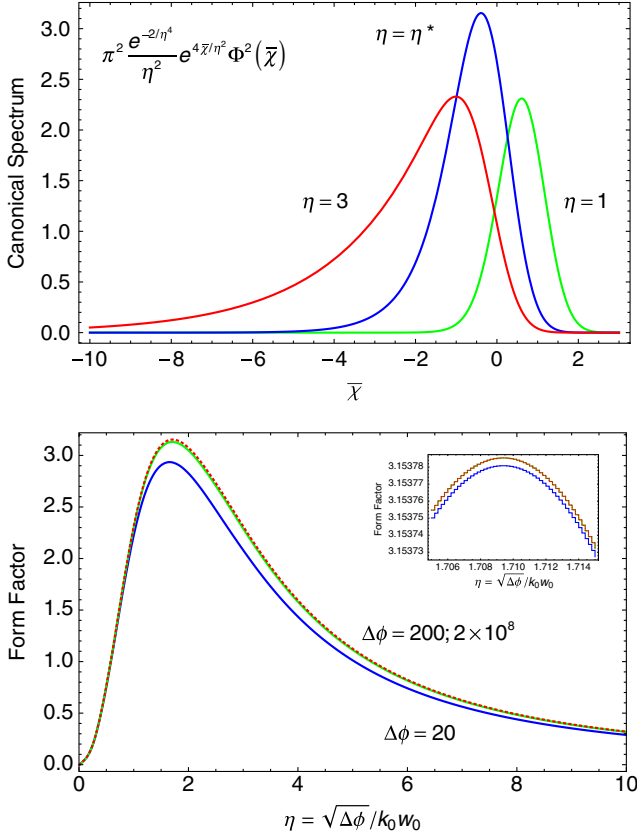 π² e^{-2/η⁴}/η² e^{4χ̅/η²} Φ²(χ̅)
η = η*
η = 3
η = 1
Canonical Spectrum
3.0
2.5
2.0
1.5
1.0
0.5
0.0
−10 −8 −6 −4 −2 0 2
χ̅
Form Factor
3.0
2.5
2.0
1.5
1.0
0.5
0.0
Form Factor
3.15378
3.15377
3.15376
3.15375
3.15374
3.15373
1.706 1.708 1.710 1.712 1.714
η = √Δϕ/k₀w₀
Δϕ = 200; 2×10⁸
Δϕ = 20
0 2 4 6 8 10
η = √Δϕ/k₀w₀